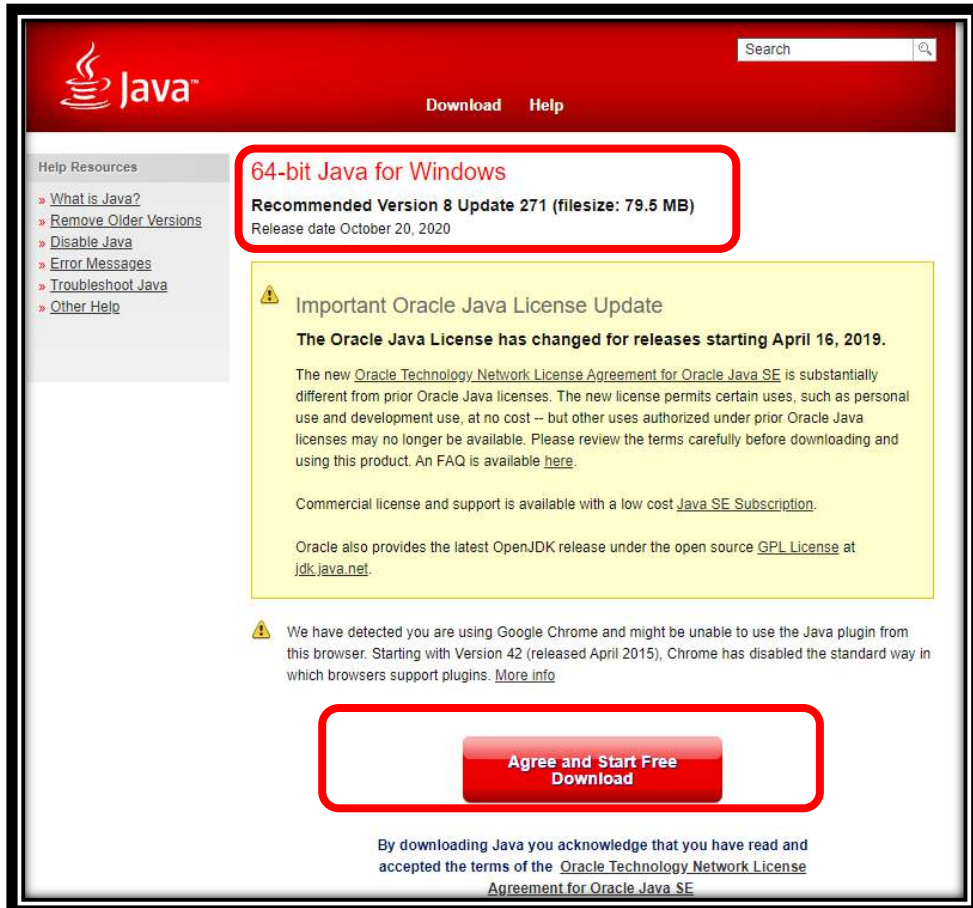 Java™
Search
Download Help
Help Resources
» What is Java?
» Remove Older Versions
» Disable Java
» Error Messages
» Troubleshoot Java
» Other Help
64-bit Java for Windows
Recommended Version 8 Update 271 (filesize: 79.5 MB)
Release date October 20, 2020
Important Oracle Java License Update
The Oracle Java License has changed for releases starting April 16, 2019.
The new Oracle Technology Network License Agreement for Oracle Java SE is substantially
different from prior Oracle Java licenses. The new license permits certain uses, such as personal
use and development use, at no cost -- but other uses authorized under prior Oracle Java
licenses may no longer be available. Please review the terms carefully before downloading and
using this product. An FAQ is available here.
Commercial license and support is available with a low cost Java SE Subscription.
Oracle also provides the latest OpenJDK release under the open source GPL License at
jdk.java.net.
We have detected you are using Google Chrome and might be unable to use the Java plugin from
this browser. Starting with Version 42 (released April 2015), Chrome has disabled the standard way in
which browsers support plugins. More info
Agree and Start Free
Download
By downloading Java you acknowledge that you have read and
accepted the terms of the Oracle Technology Network License
Agreement for Oracle Java SE